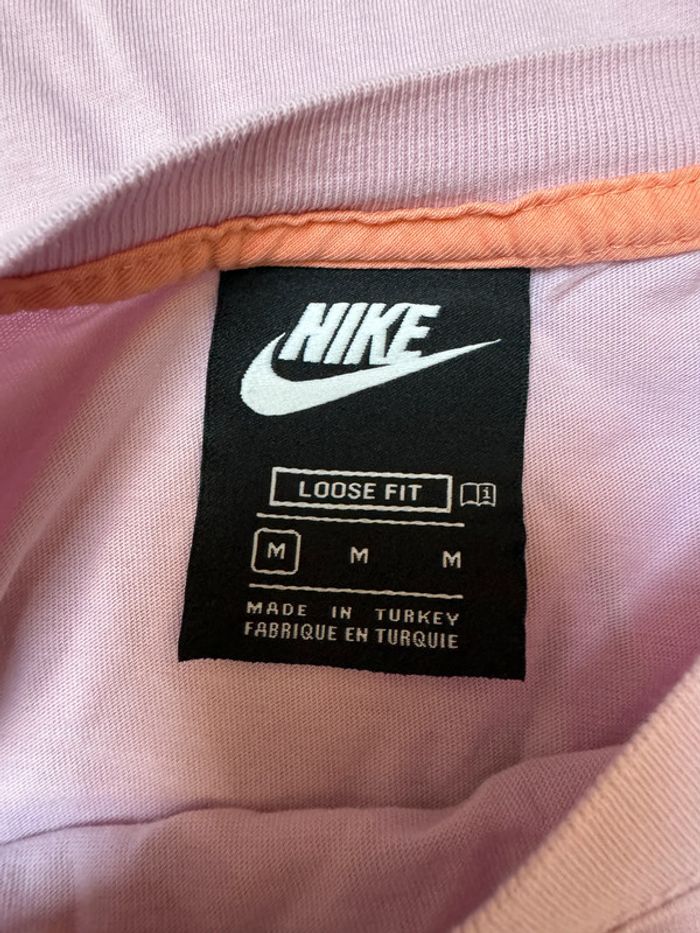 NIKE
LOOSE FIT
M M M
MADE IN TURKEY
FABRIQUE EN TURQUIE